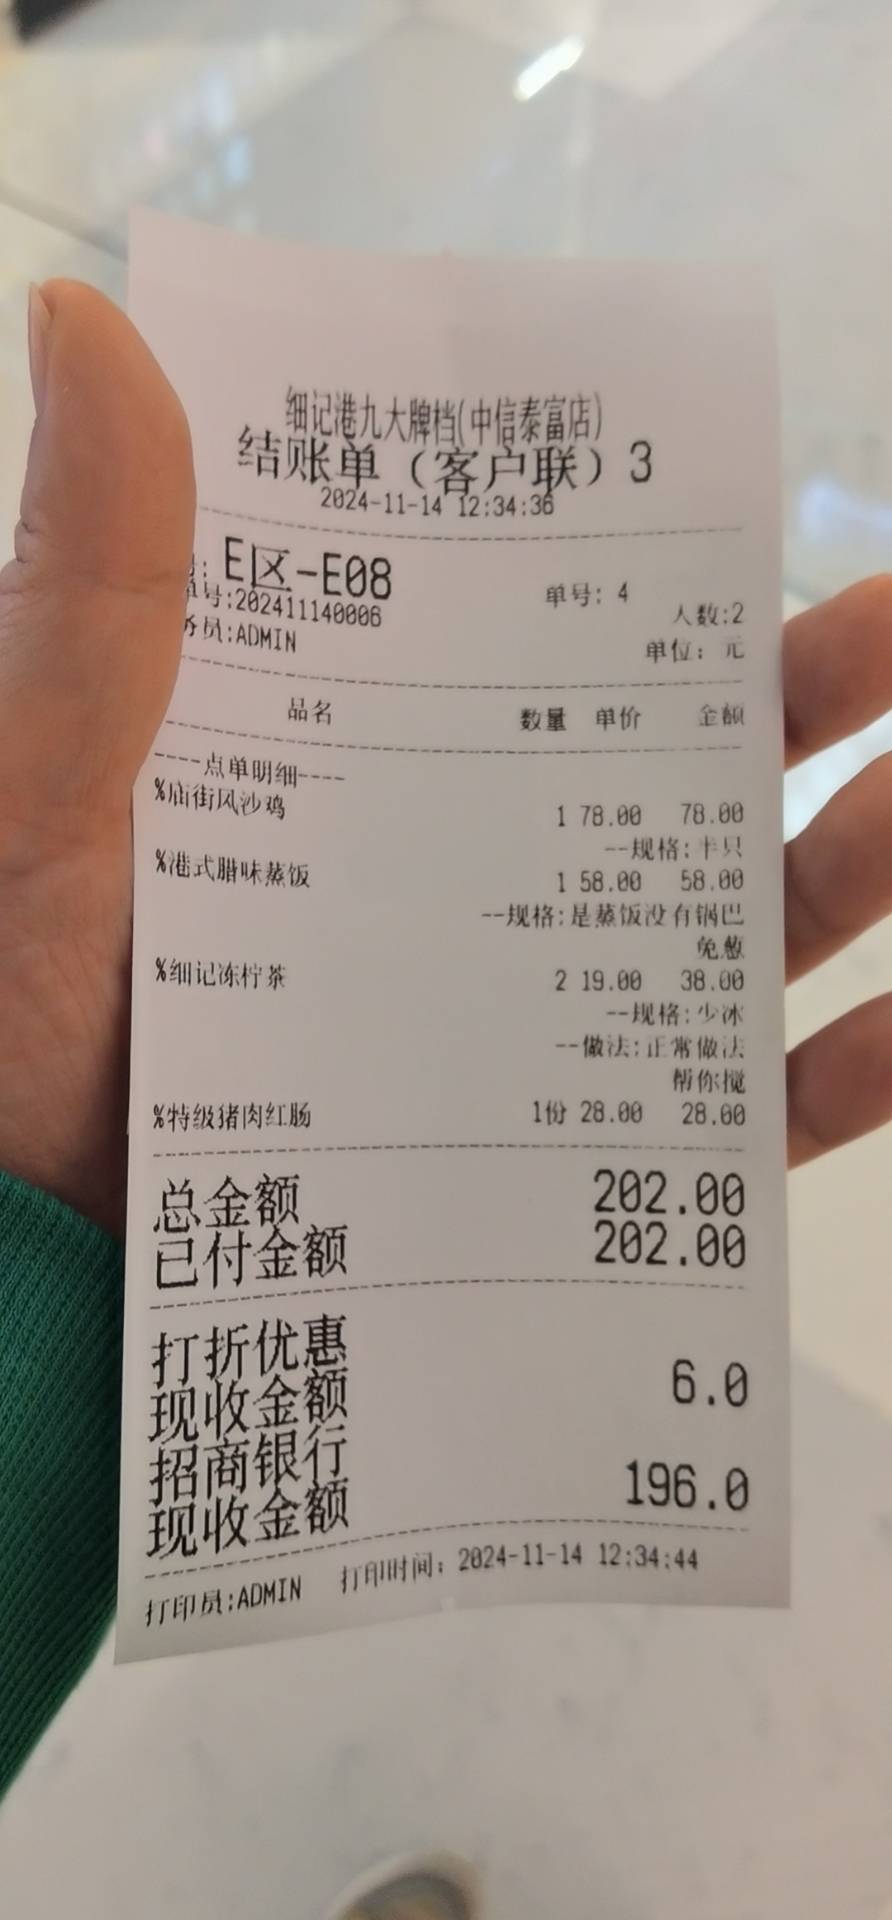 细记港九大牌档(中信泰富店)
结账单（客户联）3
2024-11-14 12:34:36
号: E区-E08 单号: 4
单号:202411140006 人数:2
务员:ADMIN 单位: 元
品名 数量 单价 金额
----点单明细----
%庙街风沙鸡 1 78.00 78.00
--规格:半只
%港式腊味蒸饭 1 58.00 58.00
--规格:是蒸饭没有锅巴
免葱
%细记冻柠茶 2 19.00 38.00
--规格:少冰
--做法:正常做法
帮你搅
%特级猪肉红肠 1份 28.00 28.00
总金额 202.00
已付金额 202.00
打折优惠
现收金额 6.0
招商银行
现收金额 196.0
打印员:ADMIN 打印时间: 2024-11-14 12:34:44